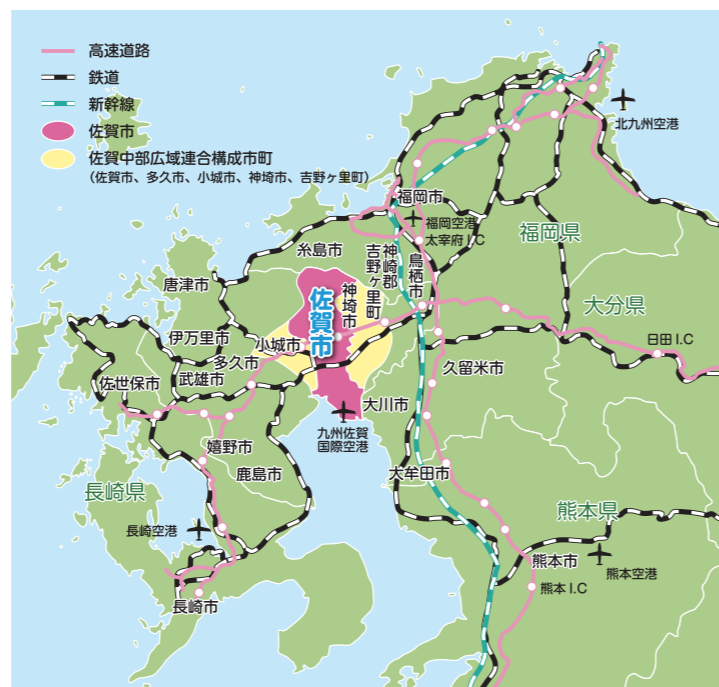 高速道路
鉄道
新幹線
佐賀市
佐賀中部広域連合構成市町
（佐賀市、多久市、小城市、神埼市、吉野ヶ里町）
北九州空港
福岡市
福岡空港
太宰府 I.C
福岡県
糸島市
神崎郡
吉野ヶ里町
鳥栖市
唐津市
佐賀市
神埼市
大分県
伊万里市
小城市
日田 I.C
多久市
久留米市
武雄市
佐世保市
大川市
九州佐賀
国際空港
嬉野市
鹿島市
大牟田市
長崎県
熊本県
長崎空港
熊本市
熊本空港
熊本 I.C
長崎市